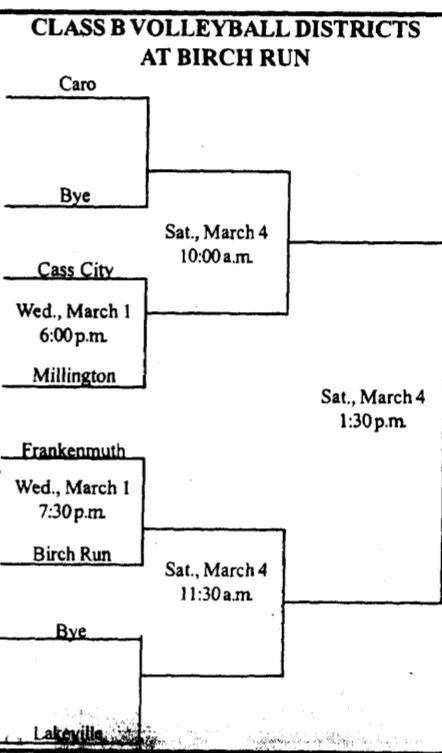 CLASS B VOLLEYBALL DISTRICTS
AT BIRCH RUN
Caro
Bye
Sat., March 4
10:00 a.m.
Cass City
Wed., March 1
6:00 p.m.
Millington
Sat., March 4
1:30 p.m.
Frankenmuth
Wed., March 1
7:30 p.m.
Birch Run
Sat., March 4
11:30 a.m.
Bye
Lakeville